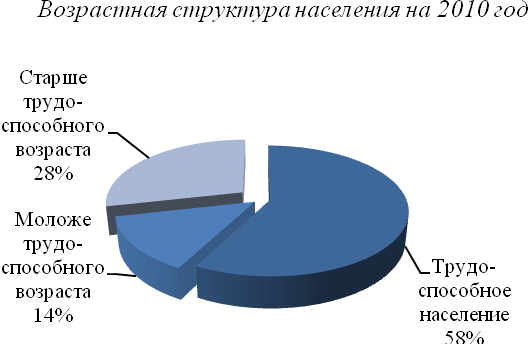 Возрастная структура населения на 2010 год
Старше
трудо-
способного
возраста
28%
Моложе
трудо-
способного
возраста
14%
Трудо-
способное
население
58%